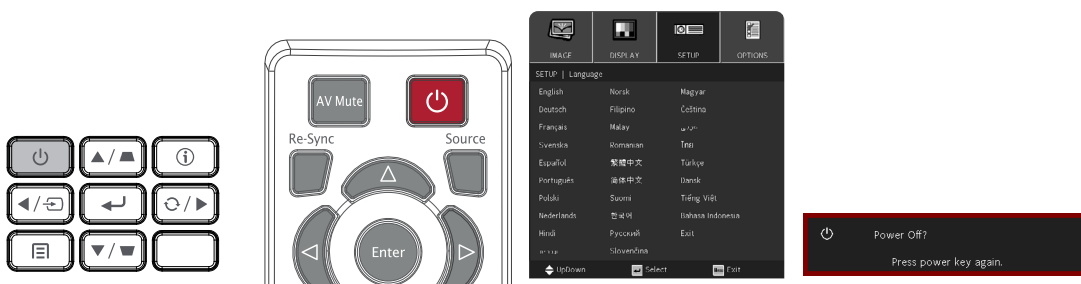 AV Mute
Re-Sync Source
Enter
IMAGE DISPLAY SETUP OPTIONS
SETUP | Language
English Norsk Magyar
Deutsch Filipino Čeština
Français Malay
Svenska Romanian ไทย
Español 繁體中文 Türkçe
Português 简体中文 Dansk
Polski Suomi Tiếng Việt
Nederlands 한국어 Bahasa Indonesia
Hindi Русский Exit
Slovenčina
UpDown Select Exit
Power Off?
Press power key again.